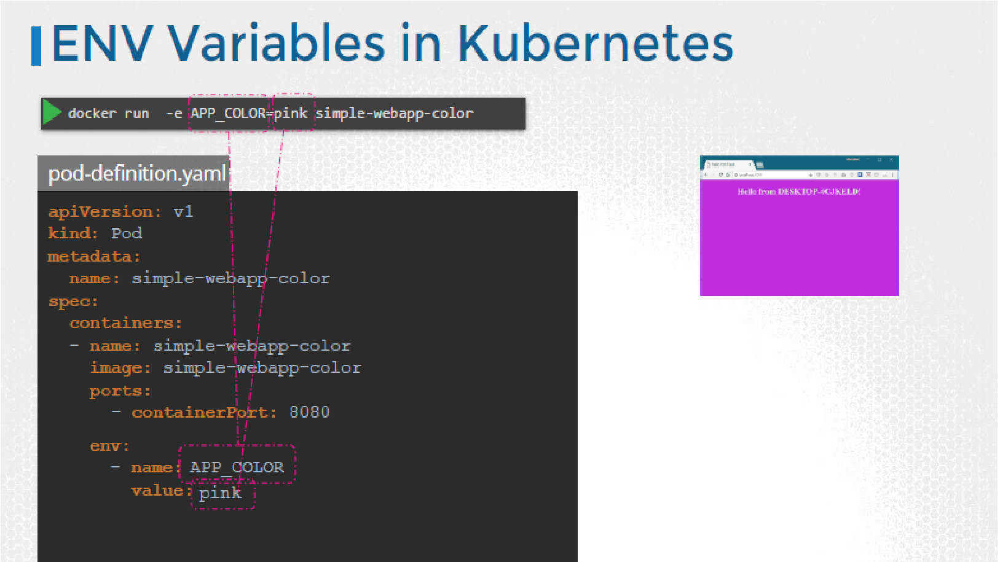 ENV Variables in Kubernetes
docker run -e APP_COLOR=pink simple-webapp-color
pod-definition.yaml
apiVersion: v1
kind: Pod
metadata:
  name: simple-webapp-color
spec:
  containers:
  - name: simple-webapp-color
    image: simple-webapp-color
    ports:
      - containerPort: 8080
    env:
      - name: APP_COLOR
        value: pink
Hello from DESKTOP-4CJKELD!